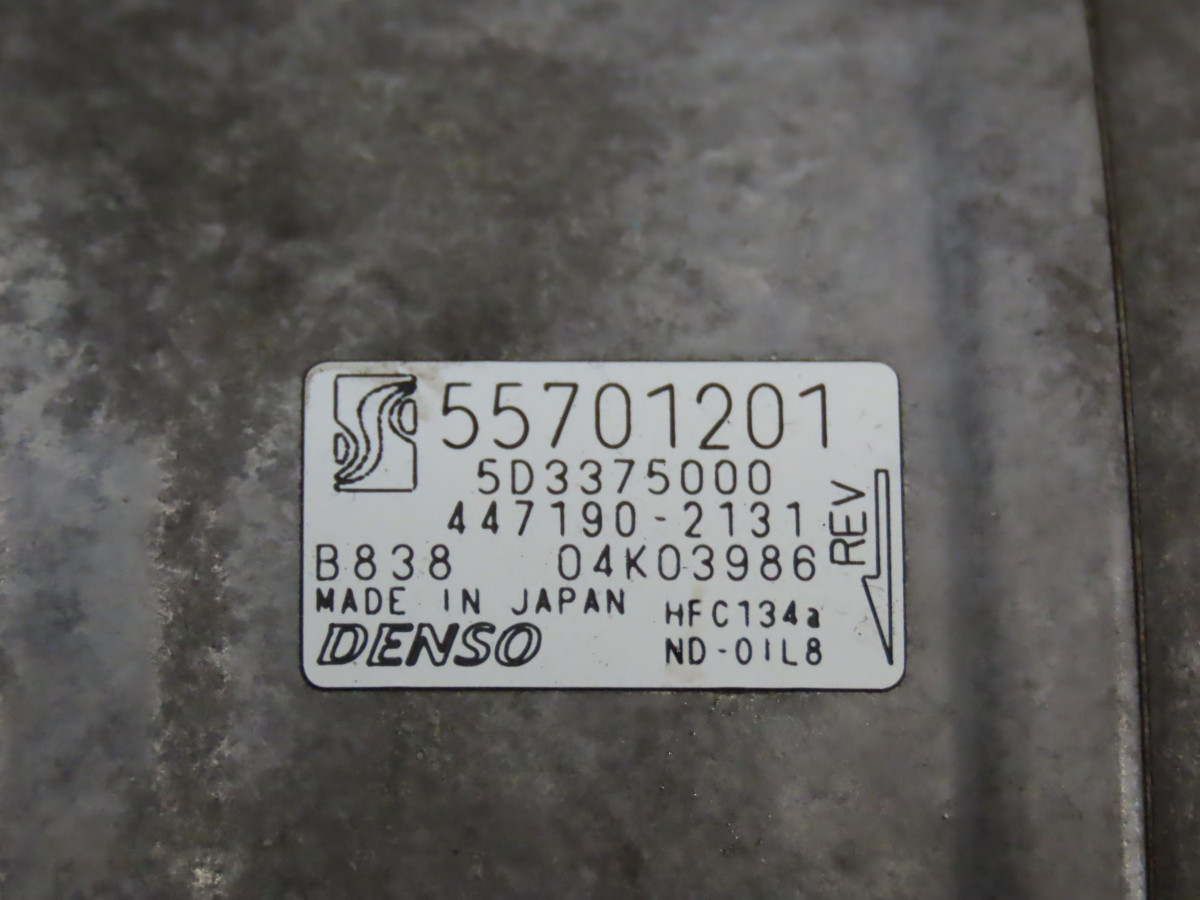 55701201
5D3375000
447190-2131
B838 04K03986
MADE IN JAPAN HFC134a
DENSO ND-OIL8
REV